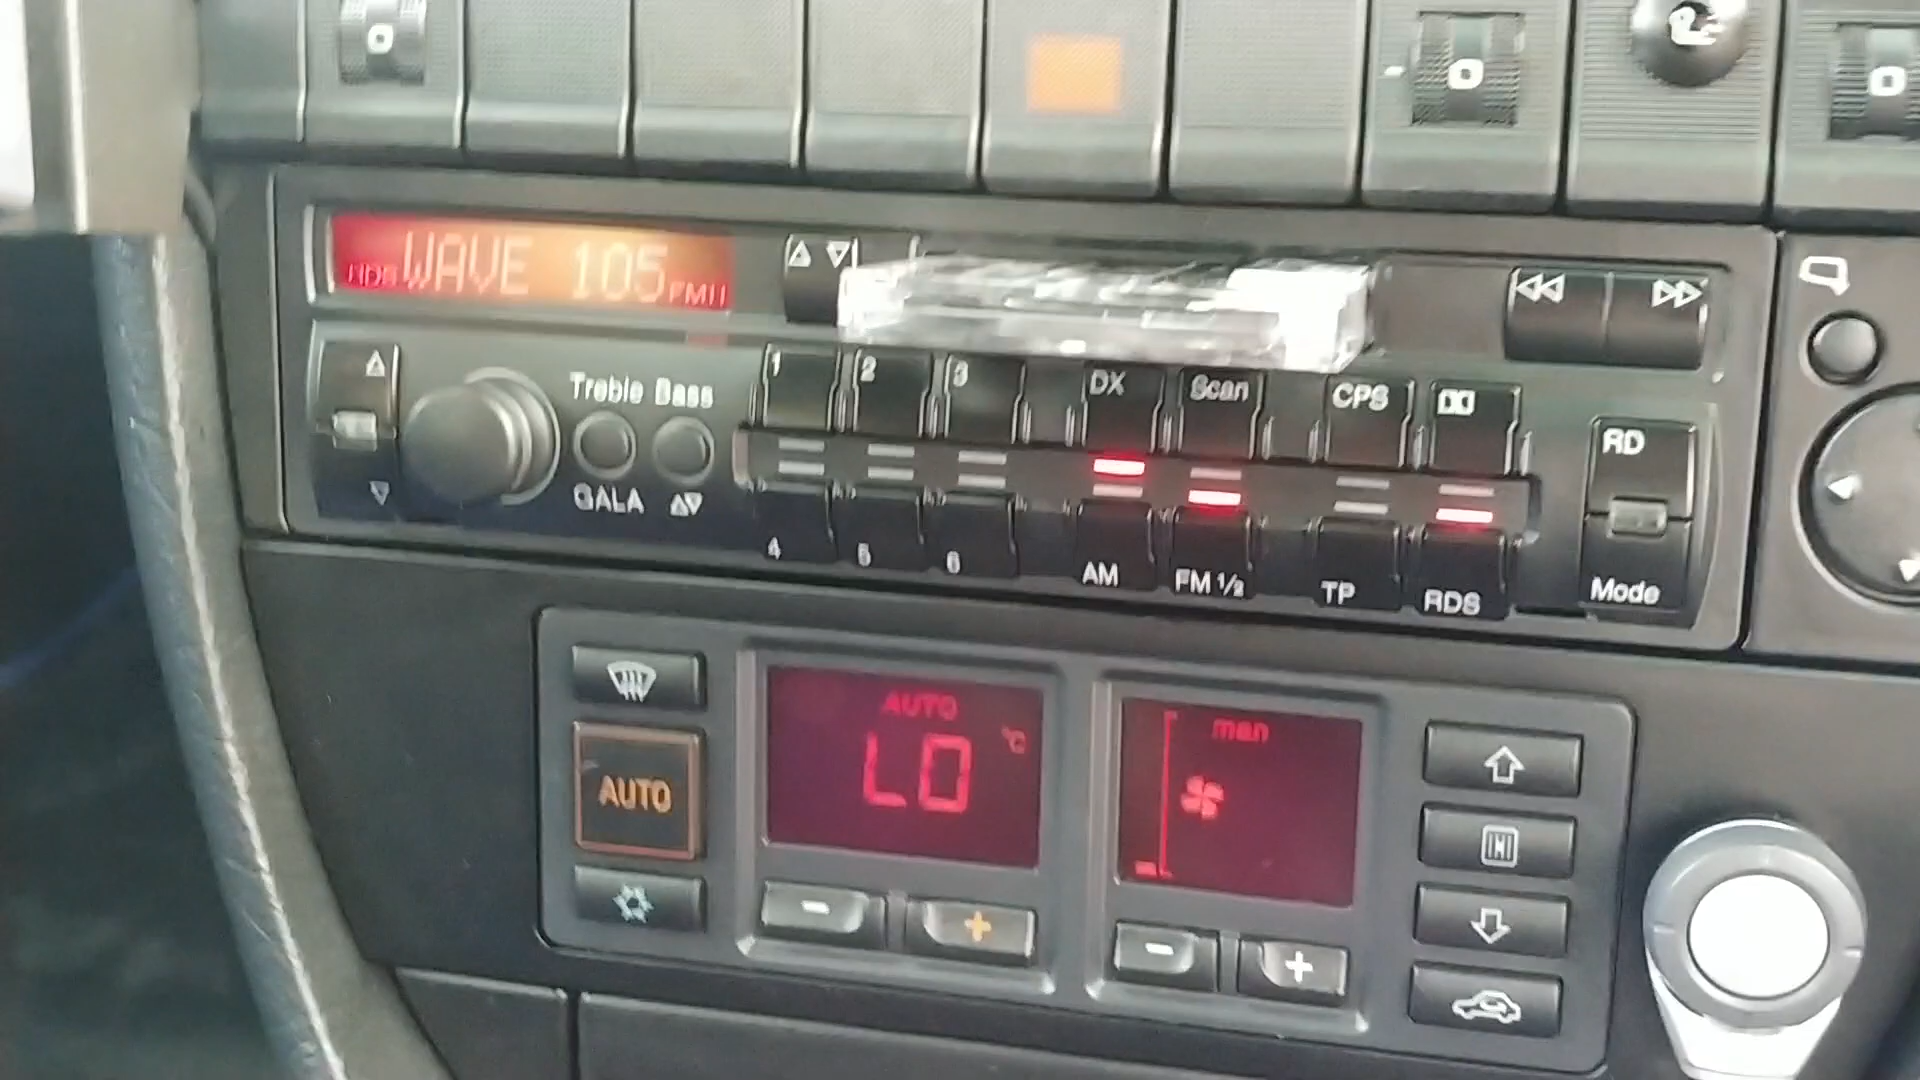 O
O
O
RDS WAVE 105 FMII
Treble Bass
GALA
1 2 3 DX Scan CPS
RD
4 5 6 AM FM 1/2 TP RDS
Mode
AUTO
AUTO
LO °C
man
- +
- +